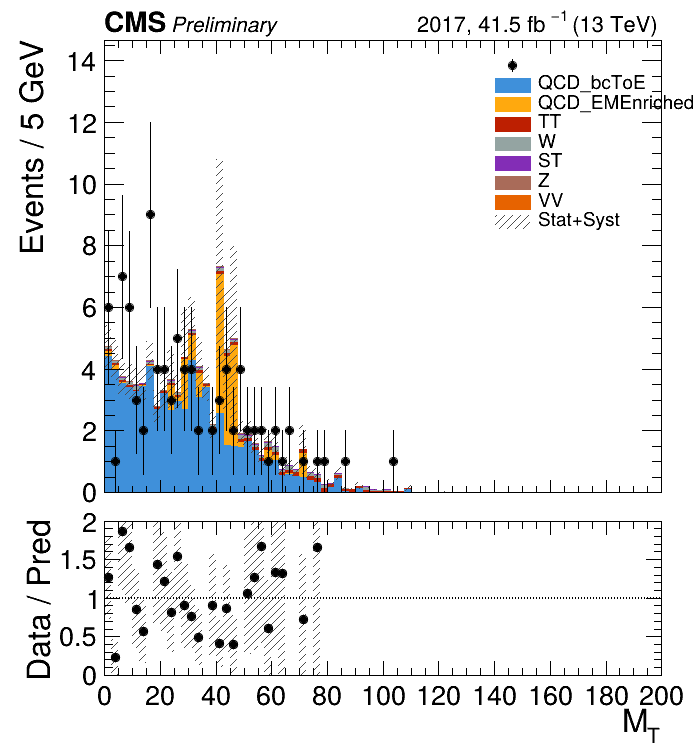 CMS Preliminary 2017, 41.5 fb⁻¹ (13 TeV)
Events / 5 GeV
14
12
10
8
6
4
2
0
QCD_bcToE
QCD_EMEnriched
TT
W
ST
Z
VV
Stat+Syst
Data / Pred
2
1.5
1
0.5
0
0 20 40 60 80 100 120 140 160 180 200
M_T